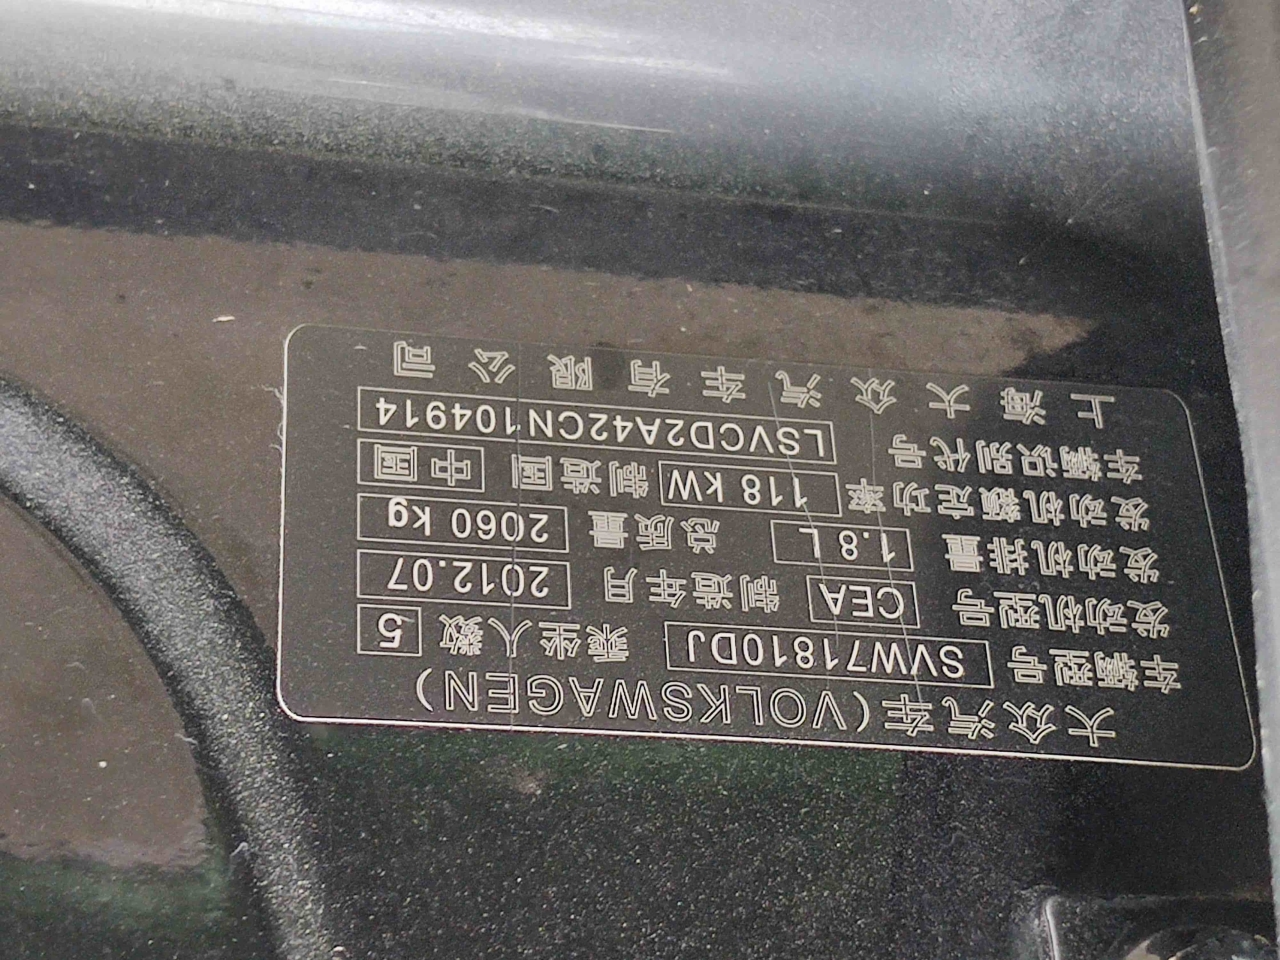 大众汽车(VOLKSWAGEN)
车辆型号 SVW71810DJ 乘坐人数 5
发动机型号 CEA 制造年月 2012.07
发动机排量 1.8 L 总质量 2060 kg
发动机额定功率 118 kW 制造国 中国
车辆识别代号 LSVCD2A42CN104914
上海大众汽车有限公司